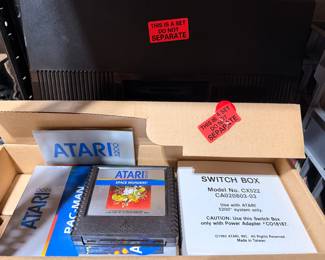 THIS IS A SET
DO NOT
SEPARATE
THIS IS A SET
DO NOT
SEPARATE
ATARI 5200
ATARI 5200
SPACE INVADERS
PAC-MAN
ATARI
SWITCH BOX
Model No. CX522
CA020803-03
Use with ATARI
5200 system only.
CAUTION: Use this Switch Box
only with Power Adapter *CO18187.
©1982 ATARI, INC. All Rights Reserved.
Made in Taiwan